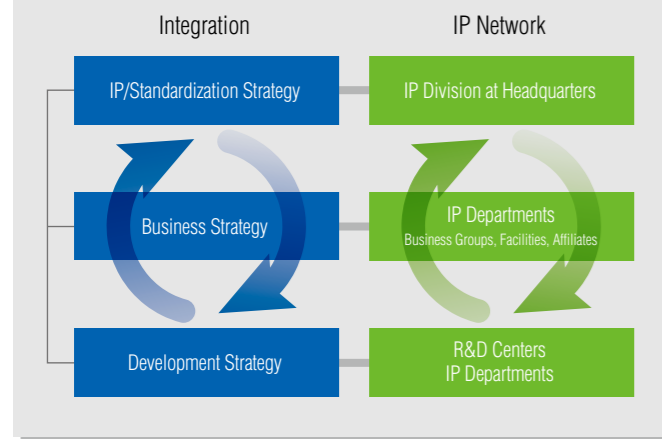 Integration
IP Network
IP/Standardization Strategy
IP Division at Headquarters
Business Strategy
IP Departments
Business Groups, Facilities, Affiliates
Development Strategy
R&D Centers
IP Departments